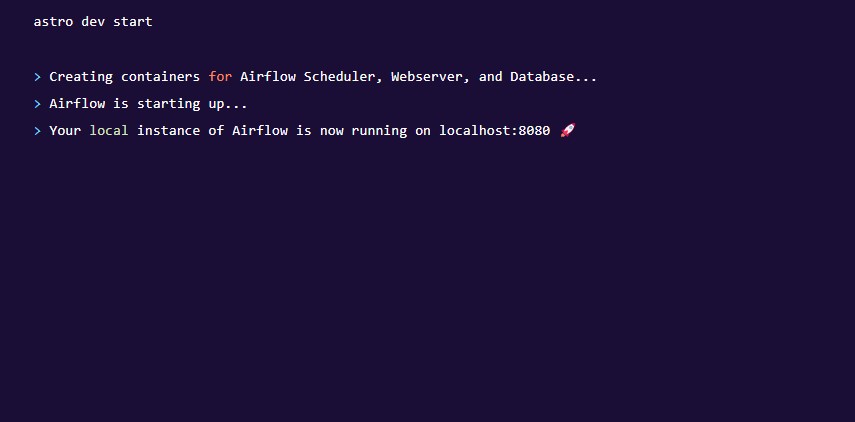 astro dev start
> Creating containers for Airflow Scheduler, Webserver, and Database...
> Airflow is starting up...
> Your local instance of Airflow is now running on localhost:8080 🚀